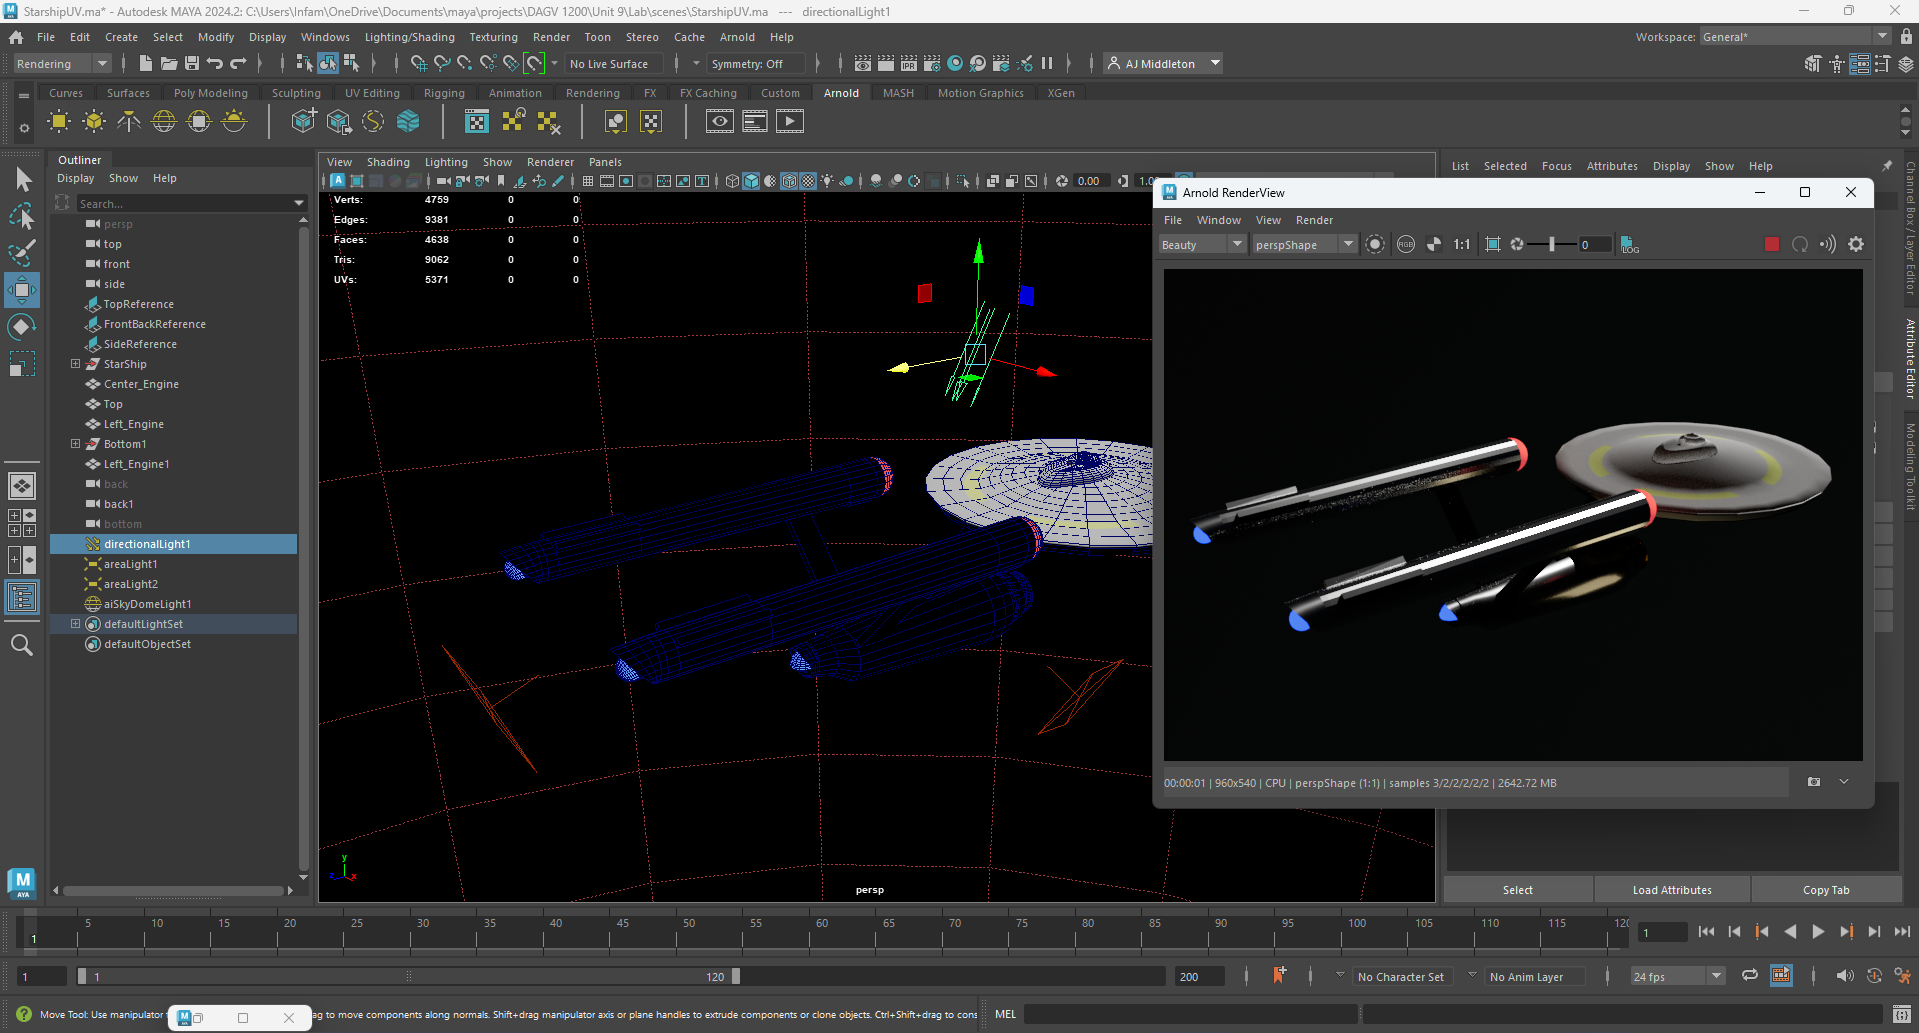 StarshipUV.ma* - Autodesk MAYA 2024.2: C:\Users\Infam\OneDrive\Documents\maya\projects\DAGV 1200\Unit 9\Lab\scenes\StarshipUV.ma --- directionalLight1
File Edit Create Select Modify Display Windows Lighting/Shading Texturing Render Toon Stereo Cache Arnold Help
Workspace: General*
Rendering
No Live Surface
Symmetry: Off
AJ Middleton
Curves Surfaces Poly Modeling Sculpting UV Editing Rigging Animation Rendering FX FX Caching Custom Arnold MASH Motion Graphics XGen
Outliner
Display Show Help
Search...
persp
top
front
side
TopReference
FrontBackReference
SideReference
StarShip
Center_Engine
Top
Left_Engine
Bottom1
Left_Engine1
back
back1
bottom
directionalLight1
areaLight1
areaLight2
aiSkyDomeLight1
defaultLightSet
defaultObjectSet
View Shading Lighting Show Renderer Panels
0.00
Verts: 4759 0 0
Edges: 9381 0 0
Faces: 4638 0 0
Tris: 9062 0 0
UVs: 5371 0 0
y
z x
persp
List Selected Focus Attributes Display Show Help
Arnold RenderView
File Window View Render
Beauty
perspShape
RGB
1:1
0
LOG
00:00:01 | 960x540 | CPU | perspShape (1:1) | samples 3/2/2/2/2/2 | 2642.72 MB
Channel Box / Layer Editor
Attribute Editor
Modeling Toolkit
Select Load Attributes Copy Tab
5 10 15 20 25 30 35 40 45 50 55 60 65 70 75 80 85 90 95 100 105 110 115 120
1
1
1
1
120
200
No Character Set
No Anim Layer
24 fps
Move Tool: Use manipulator
ag to move components along normals. Shift+drag manipulator axis or plane handles to extrude components or clone objects. Ctrl+Shift+drag to cons
MEL
M
AYA